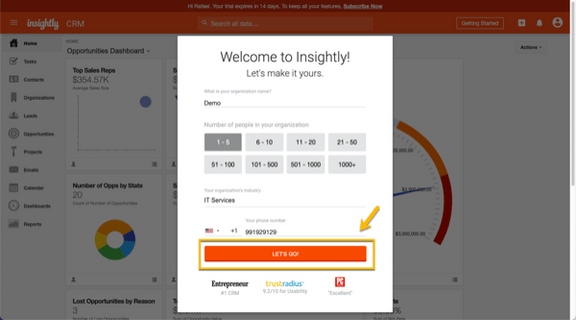 Hi Rafael. Your trial expires in 14 days. To keep all your features, Subscribe Now
insightly CRM
Search all data...
Getting Started
Home
Tasks
Contacts
Organizations
Leads
Opportunities
Projects
Emails
Calendar
Dashboards
Reports
HOME
Opportunities Dashboard
Actions
Top Sales Reps
$354.57K
Average Sales Size
Number of Opps by State
20
Count of Number of Opportunities
Lost Opportunities by Reason
3
Welcome to Insightly!
Let's make it yours.
What is your organization name?
Demo
Number of people in your organization
1 - 5
6 - 10
11 - 20
21 - 50
51 - 100
101 - 500
501 - 1000
1000+
Your organization's industry
IT Services
Your phone number
+1 991929129
LET'S GO!
Entrepreneur
#1 CRM
trustradius
9.3/10 for Usability
PC
"Excellent"